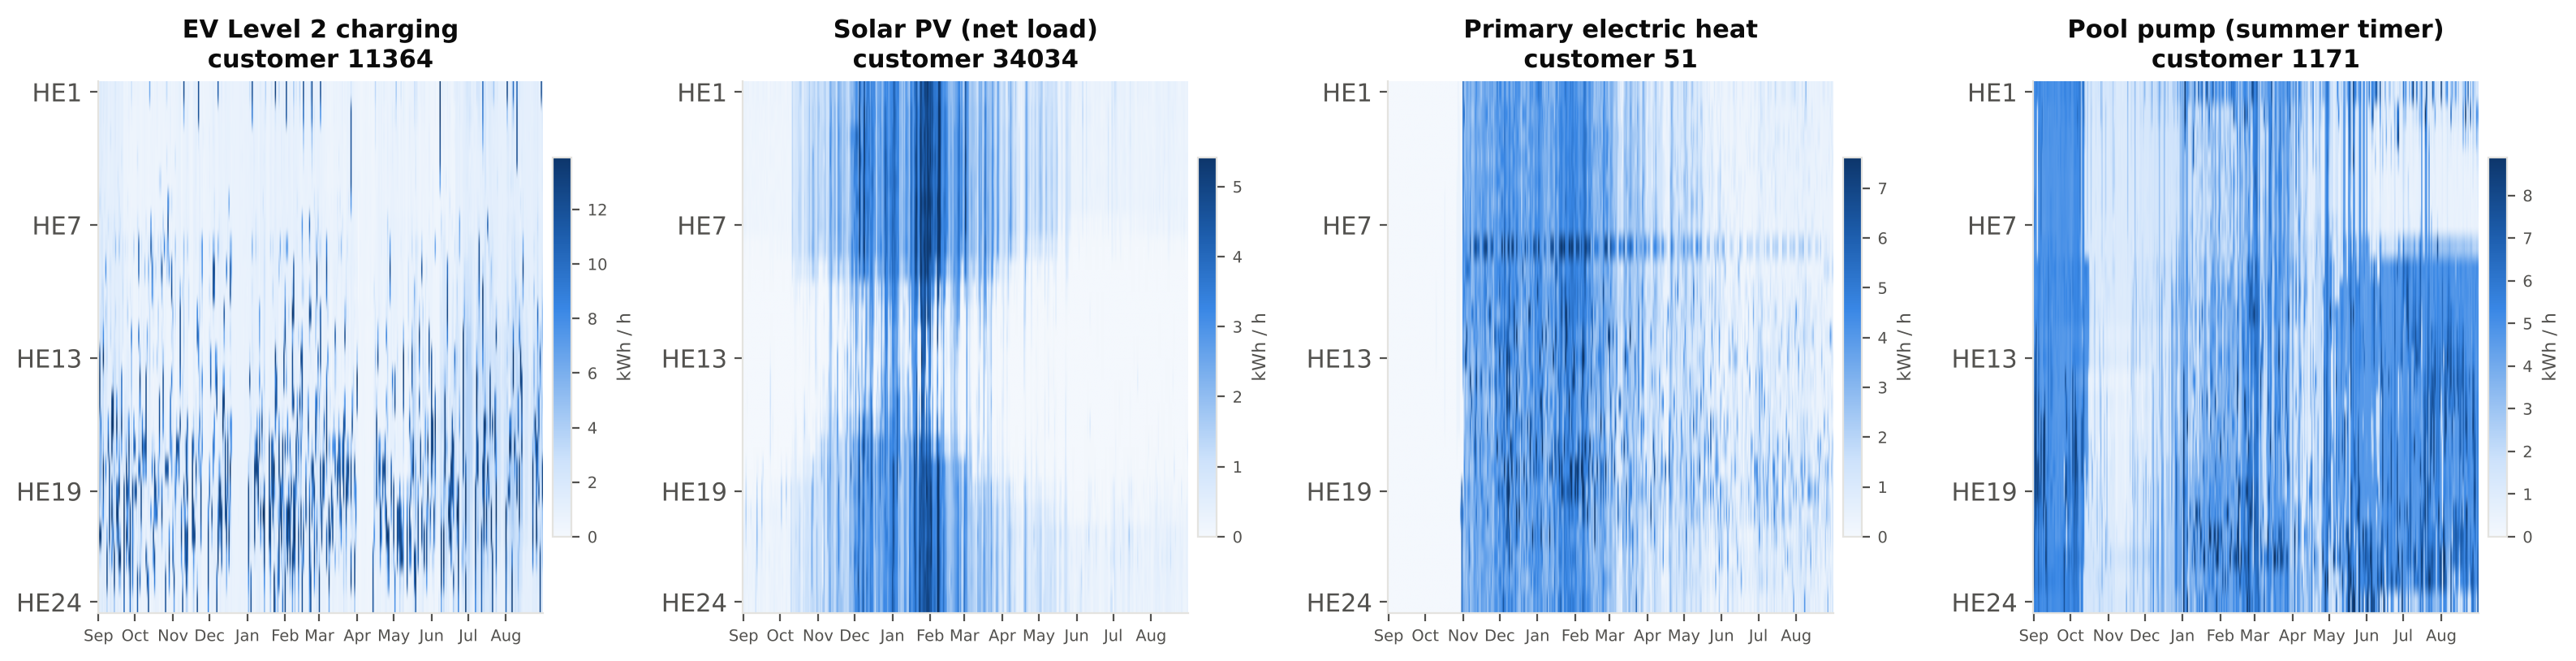 EV Level 2 charging
customer 11364
HE1
HE7
HE13
HE19
HE24
Sep Oct Nov Dec Jan Feb Mar Apr May Jun Jul Aug
12
10
8
6
4
2
0
kWh / h
Solar PV (net load)
customer 34034
HE1
HE7
HE13
HE19
HE24
Sep Oct Nov Dec Jan Feb Mar Apr May Jun Jul Aug
5
4
3
2
1
0
kWh / h
Primary electric heat
customer 51
HE1
HE7
HE13
HE19
HE24
Sep Oct Nov Dec Jan Feb Mar Apr May Jun Jul Aug
7
6
5
4
3
2
1
0
kWh / h
Pool pump (summer timer)
customer 1171
HE1
HE7
HE13
HE19
HE24
Sep Oct Nov Dec Jan Feb Mar Apr May Jun Jul Aug
8
7
6
5
4
3
2
1
0
kWh / h